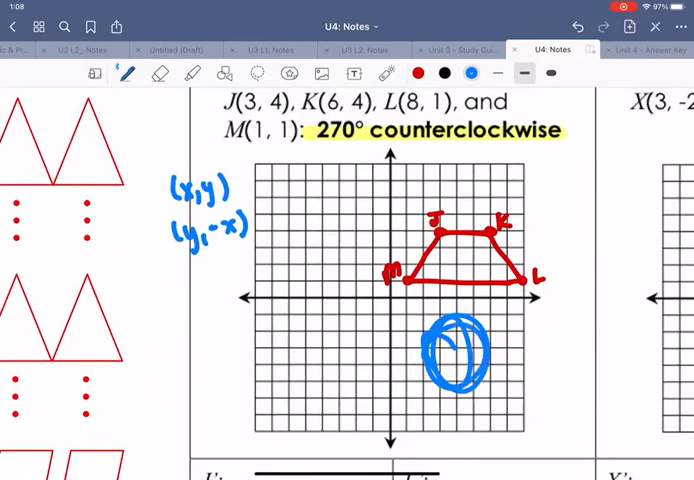 1:08
97%
U4: Notes
U2 L2_ Notes
Untitled (Draft)
U3 L1: Notes
U3 L2: Notes
Unit 3 - Study Gui...
U4: Notes
Unit 4 - Answer Key
J(3, 4), K(6, 4), L(8, 1), and
M(1, 1): 270° counterclockwise
X(3, -2
(x,y)
(y,-x)
J
K
M
L